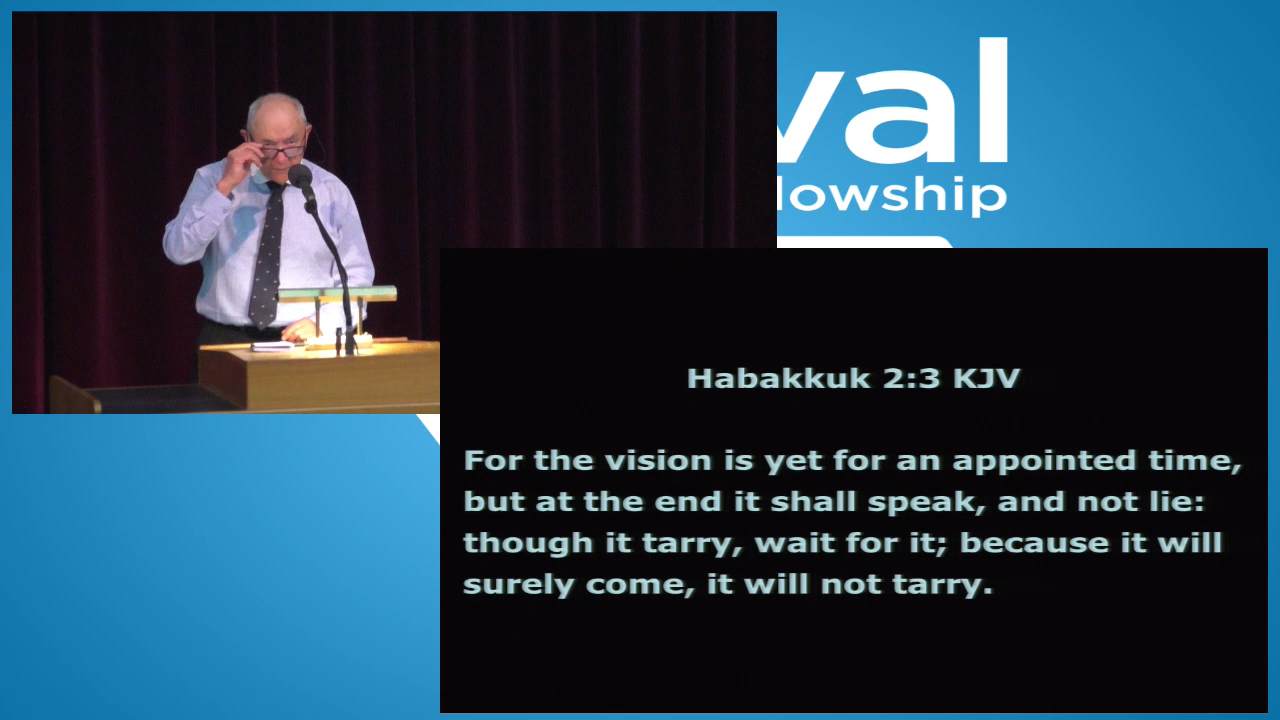 val
lowship
Habakkuk 2:3 KJV
For the vision is yet for an appointed time,
but at the end it shall speak, and not lie:
though it tarry, wait for it; because it will
surely come, it will not tarry.